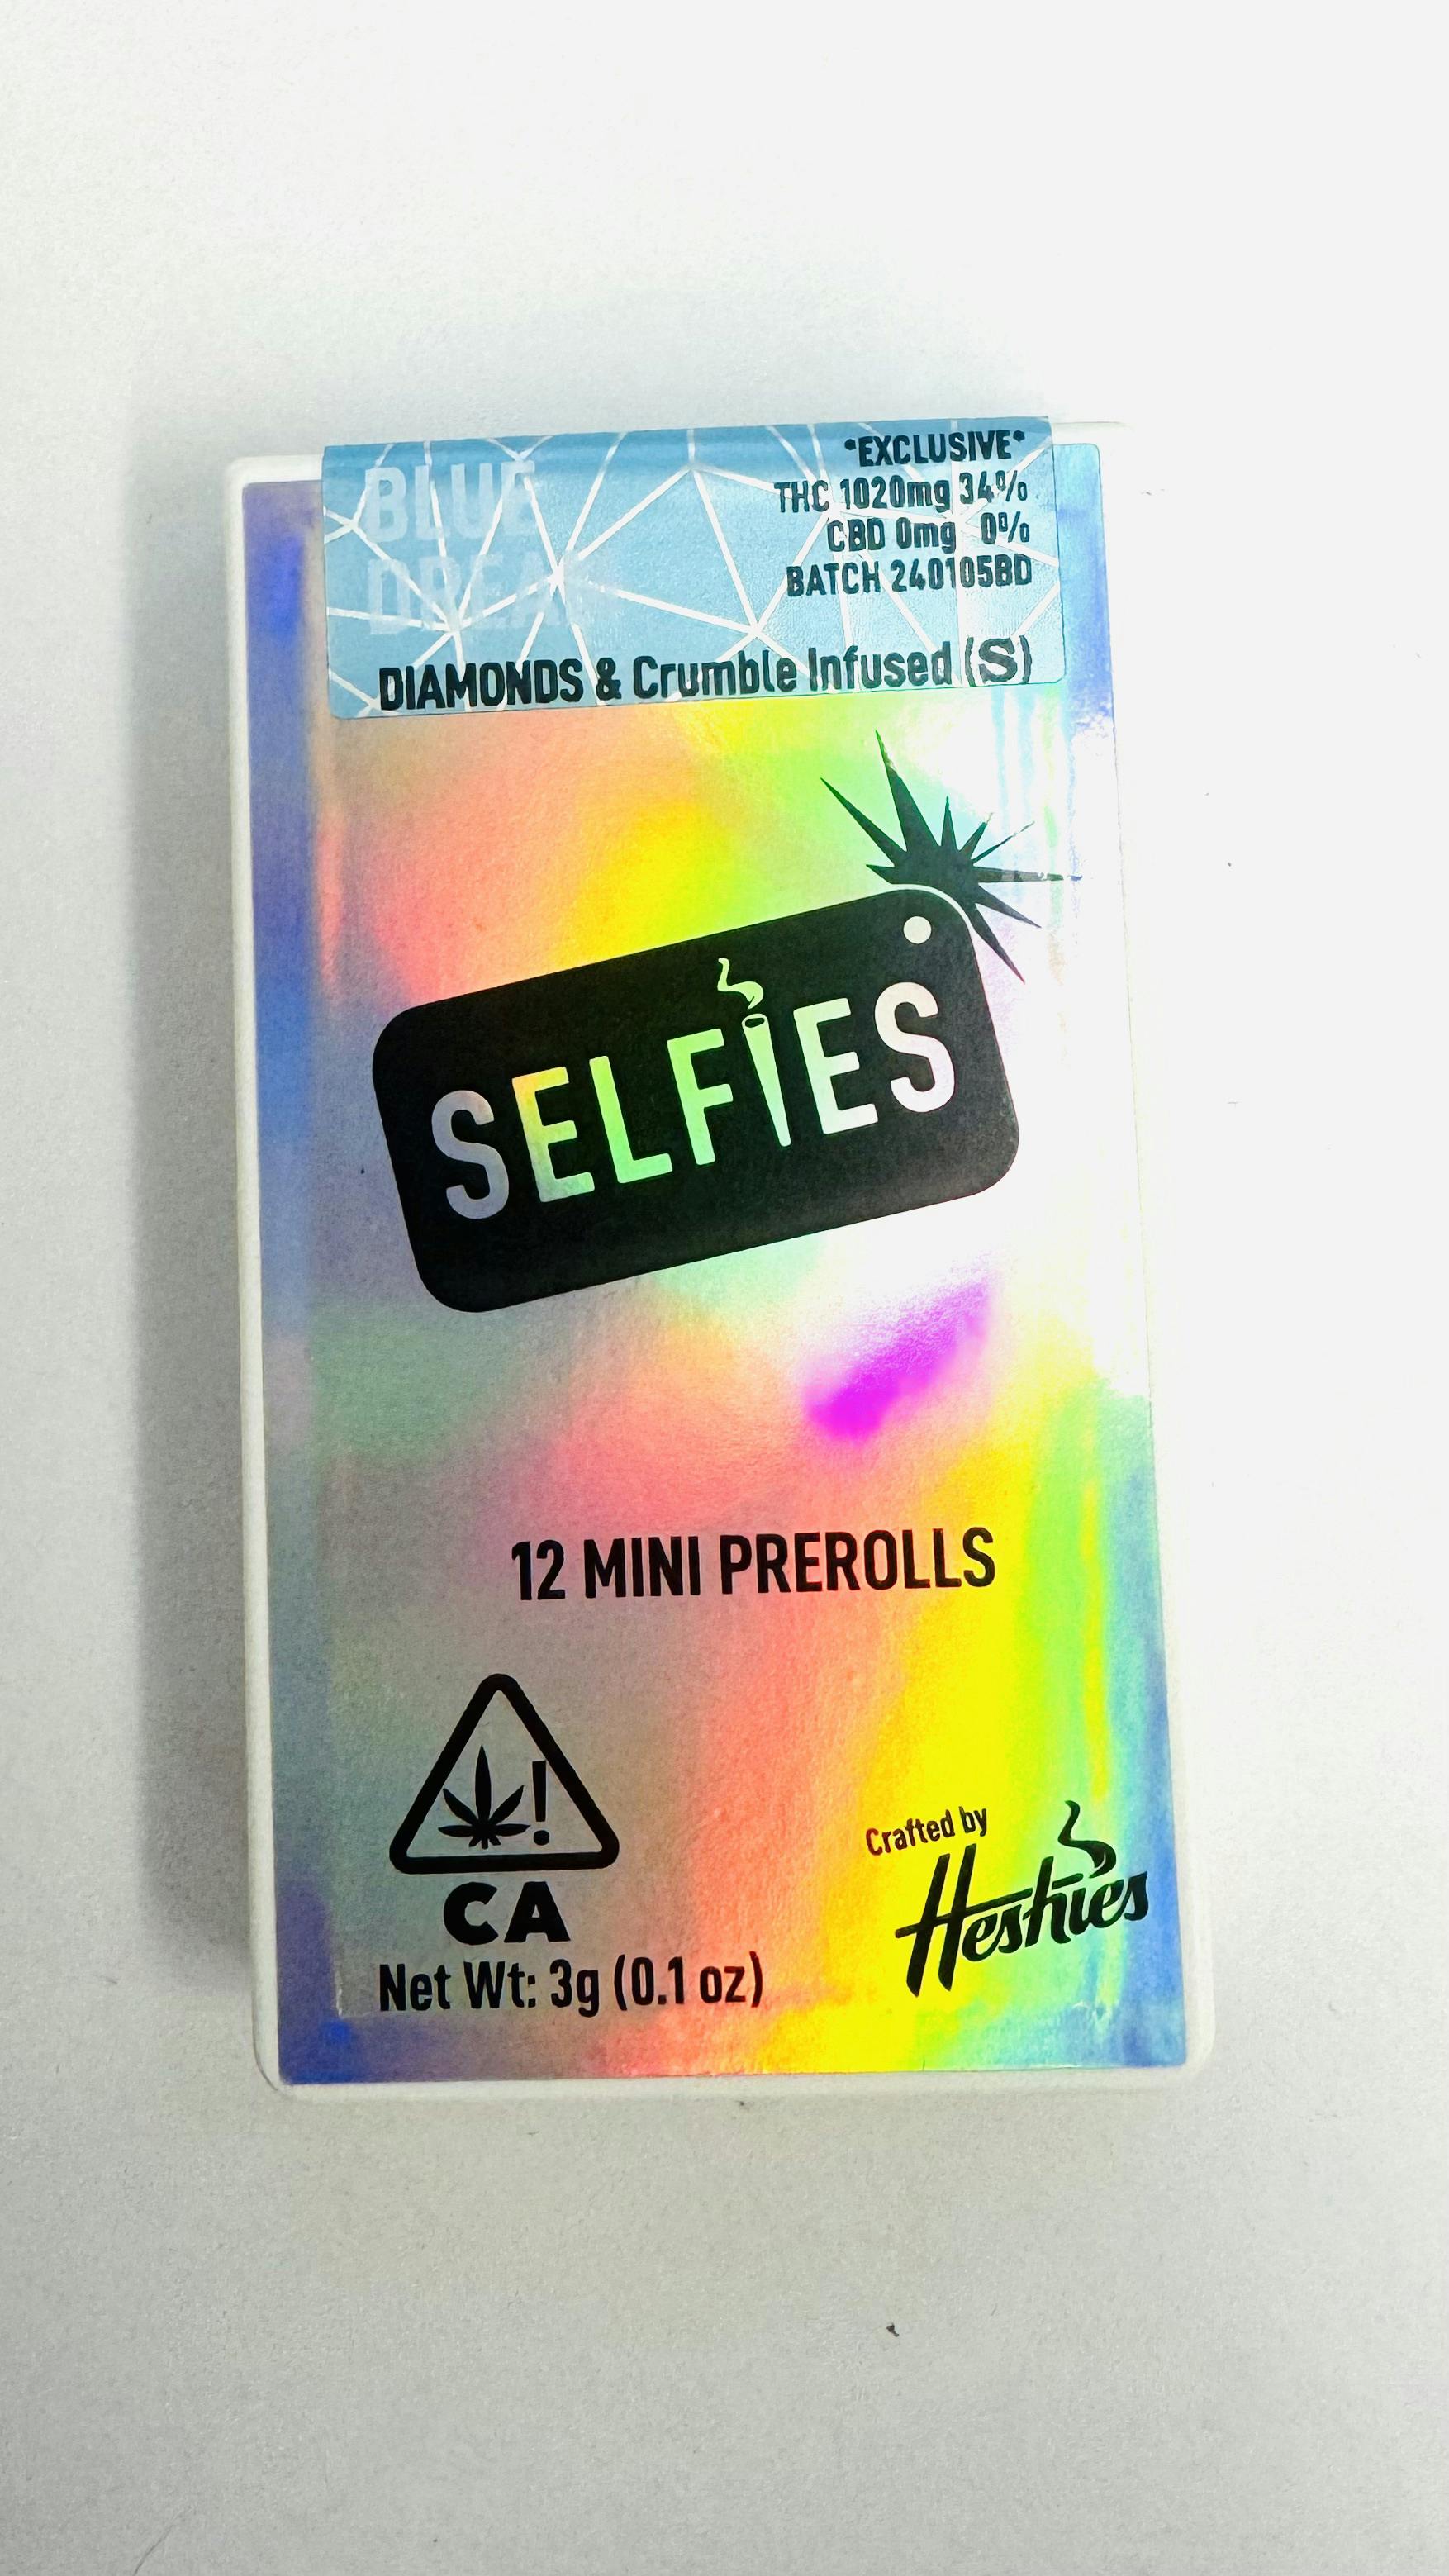 BLUE
DREAM
*EXCLUSIVE*
THC 1020mg 34%
CBD 0mg 0%
BATCH 240105BD
DIAMONDS & Crumble Infused (S)
SELFIES
12 MINI PREROLLS
CA
Net Wt: 3g (0.1 oz)
Crafted by
Heshies